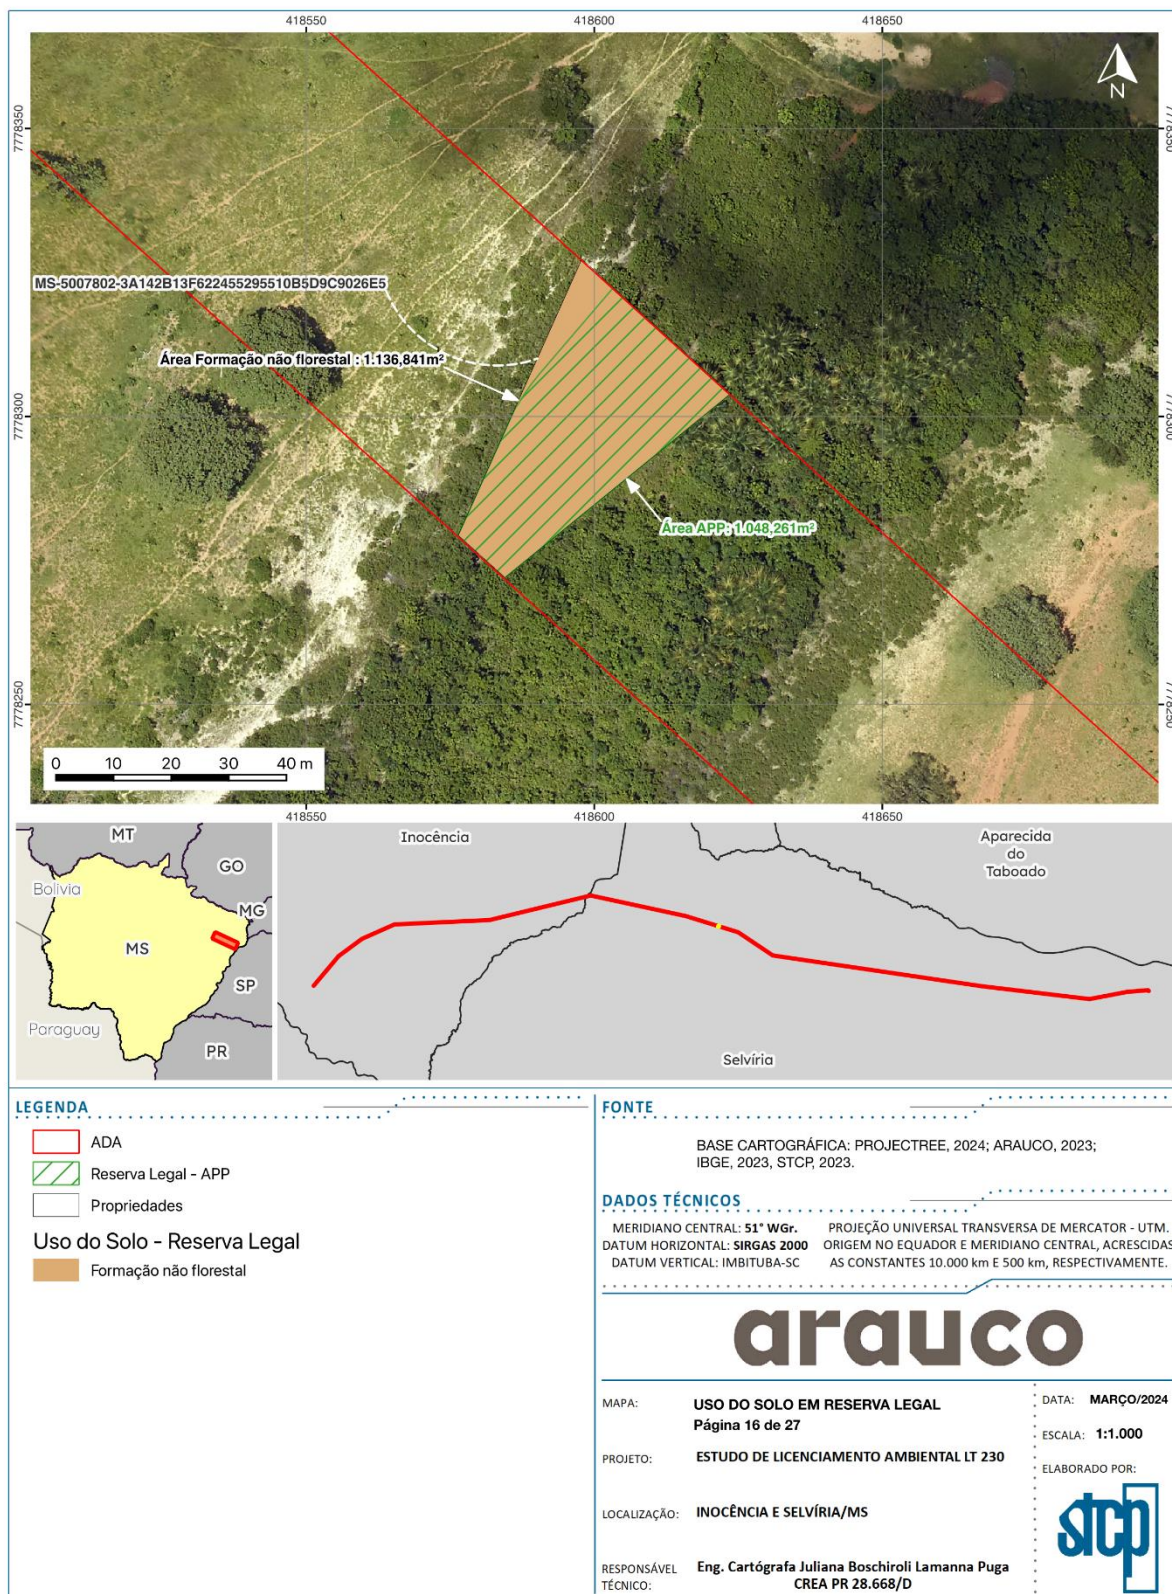 418550
418600
418650
7778350
7778350
N
MS-5007802-3A142B13F622455295510B5D9C9026E5
Área Formação não florestal : 1.136,841m²
7778300
7778300
Área APP: 1.048,261m²
7778250
7778250
0 10 20 30 40 m
418550
418600
418650
MT
GO
Bolivia
MG
MS
SP
Paraguay
PR
Inocência
Aparecida
do
Taboado
Selvíria
LEGENDA
ADA
Reserva Legal - APP
Propriedades
Uso do Solo - Reserva Legal
Formação não florestal
FONTE
BASE CARTOGRÁFICA: PROJECTREE, 2024; ARAUCO, 2023;
IBGE, 2023, STCP, 2023.
DADOS TÉCNICOS
MERIDIANO CENTRAL: 51° WGr.
DATUM HORIZONTAL: SIRGAS 2000
DATUM VERTICAL: IMBITUBA-SC
PROJEÇÃO UNIVERSAL TRANSVERSA DE MERCATOR - UTM.
ORIGEM NO EQUADOR E MERIDIANO CENTRAL, ACRESCIDAS
AS CONSTANTES 10.000 km E 500 km, RESPECTIVAMENTE.
arauco
MAPA: USO DO SOLO EM RESERVA LEGAL
Página 16 de 27
PROJETO: ESTUDO DE LICENCIAMENTO AMBIENTAL LT 230
LOCALIZAÇÃO: INOCÊNCIA E SELVÍRIA/MS
RESPONSÁVEL
TÉCNICO:
Eng. Cartógrafa Juliana Boschiroli Lamanna Puga
CREA PR 28.668/D
DATA: MARÇO/2024
ESCALA: 1:1.000
ELABORADO POR:
stcp